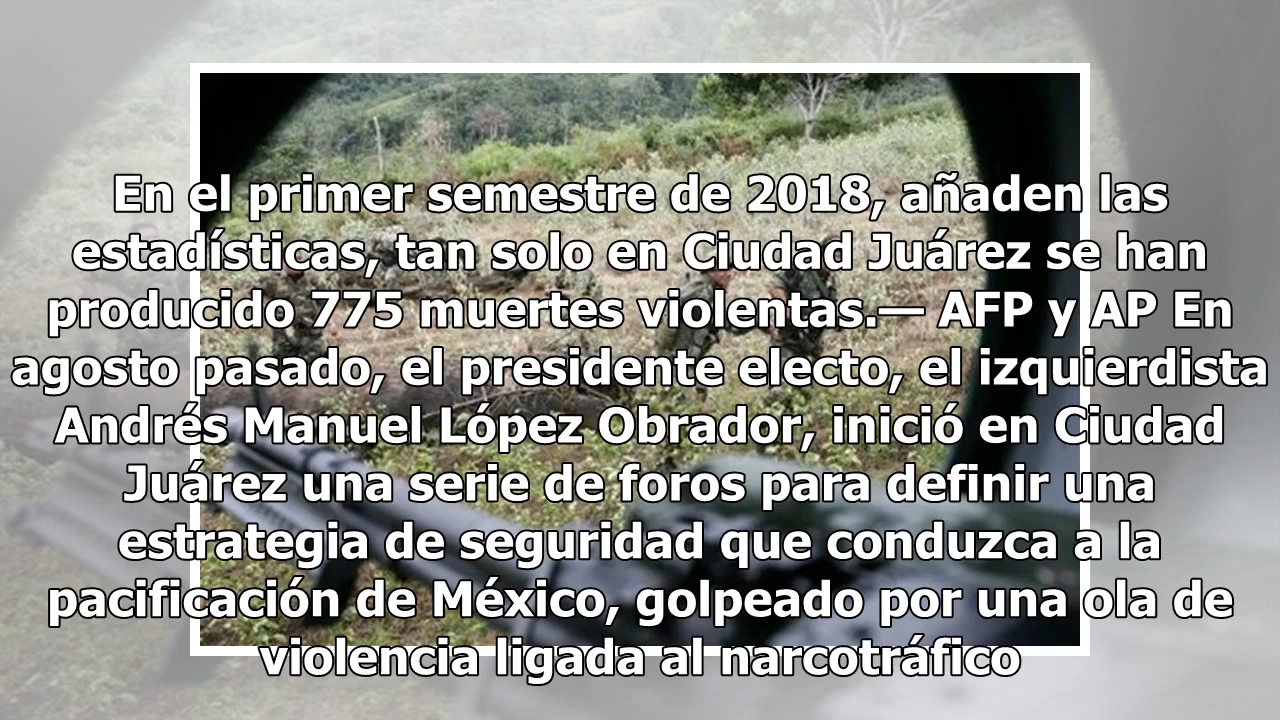 En el primer semestre de 2018, añaden las
estadísticas, tan solo en Ciudad Juárez se han
producido 775 muertes violentas.— AFP y AP En
agosto pasado, el presidente electo, el izquierdista
Andrés Manuel López Obrador, inició en Ciudad
Juárez una serie de foros para definir una
estrategia de seguridad que conduzca a la
pacificación de México, golpeado por una ola de
violencia ligada al narcotráfico